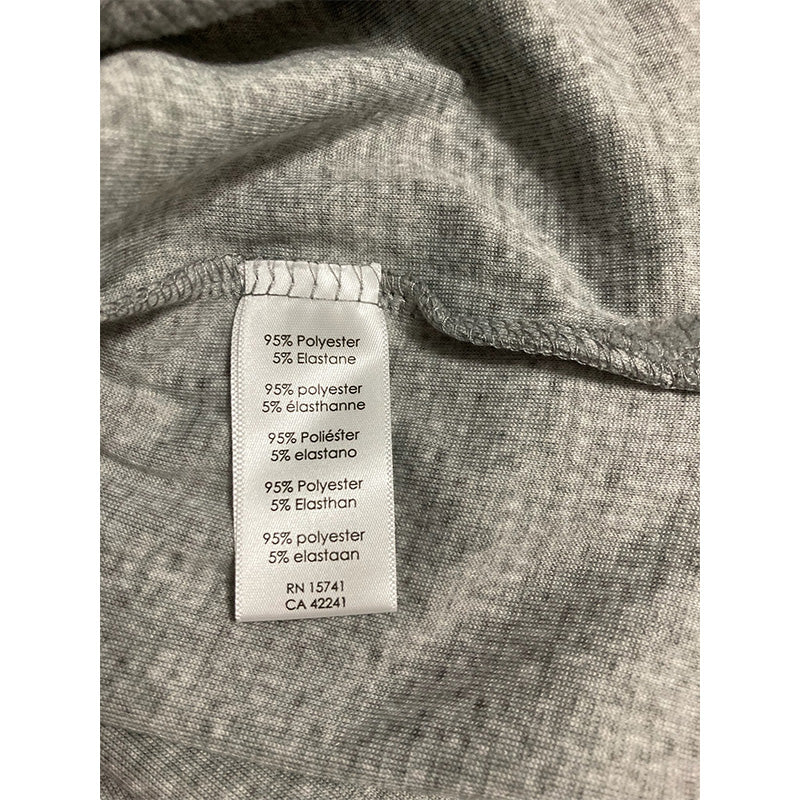 95% Polyester
5% Elastane
95% polyester
5% élasthanne
95% Poliéster
5% elastano
95% Polyester
5% Elasthan
95% polyester
5% elastaan
RN 15741
CA 42241